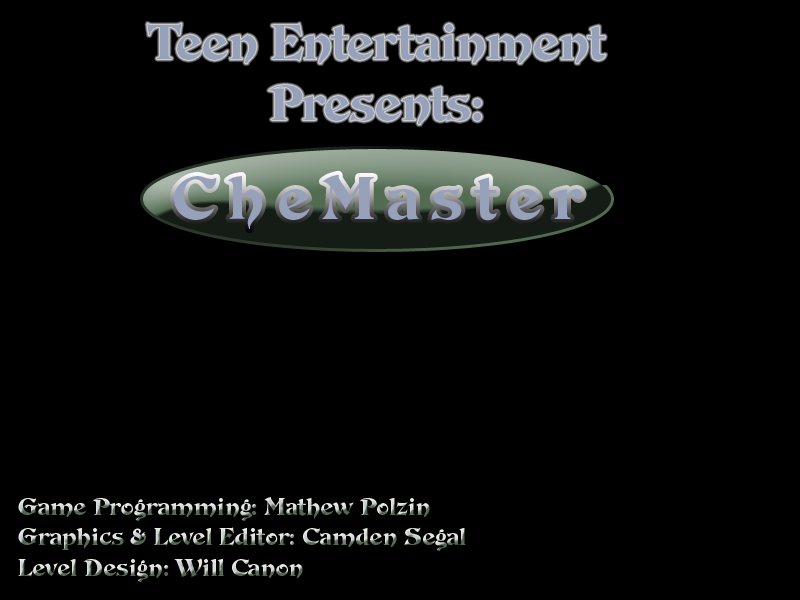 Teen Entertainment
Presents:
CheMaster
Game Programming: Mathew Polzin
Graphics & Level Editor: Camden Segal
Level Design: Will Canon